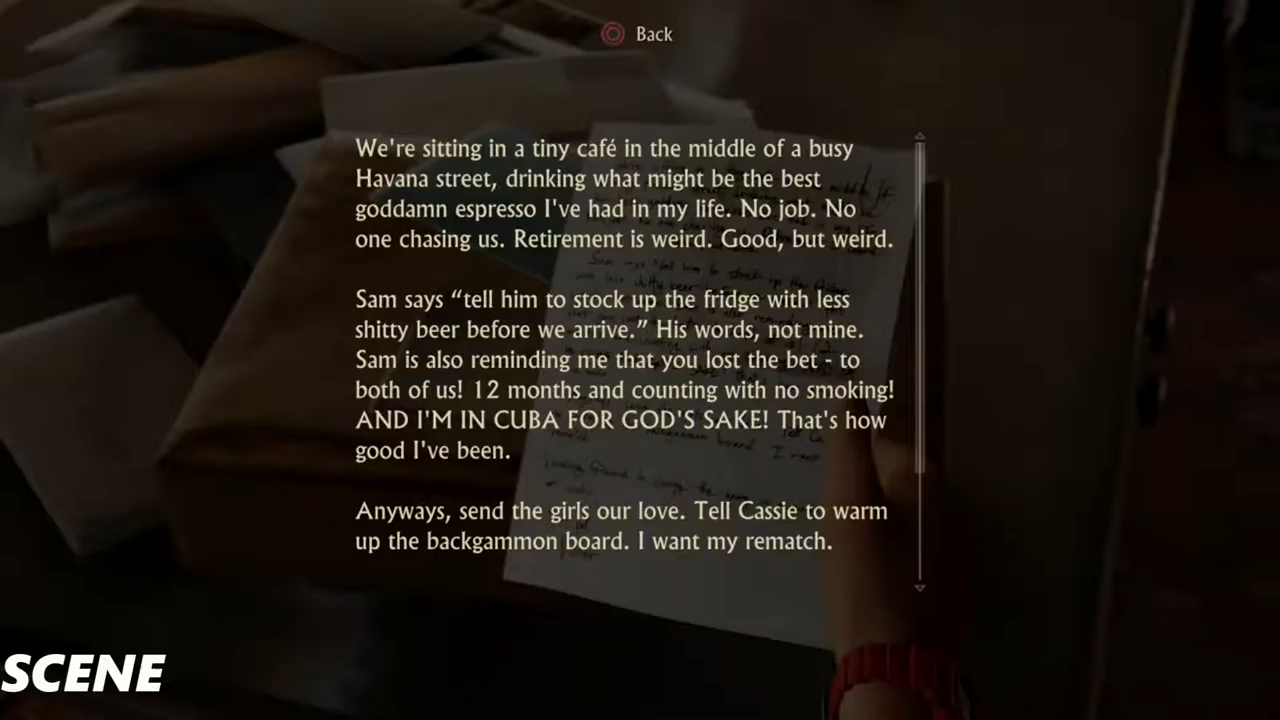 Back
We're sitting in a tiny café in the middle of a busy
Havana street, drinking what might be the best
goddamn espresso I've had in my life. No job. No
one chasing us. Retirement is weird. Good, but weird.
Sam says “tell him to stock up the fridge with less
shitty beer before we arrive.” His words, not mine.
Sam is also reminding me that you lost the bet - to
both of us! 12 months and counting with no smoking!
AND I'M IN CUBA FOR GOD'S SAKE! That's how
good I've been.
Anyways, send the girls our love. Tell Cassie to warm
up the backgammon board. I want my rematch.
SCENE